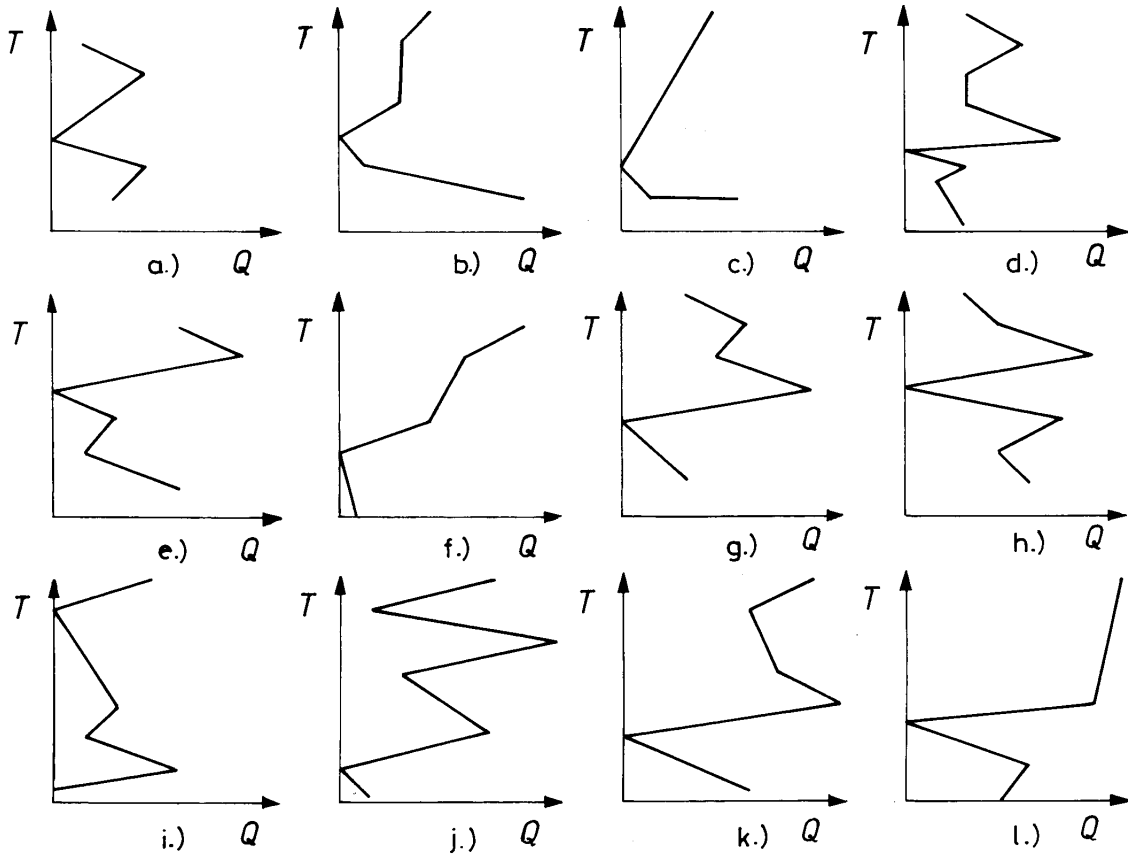 T T T T
a.) Q b.) Q c.) Q d.) Q
T T T T
e.) Q f.) Q g.) Q h.) Q
T T T T
i.) Q j.) Q k.) Q l.) Q